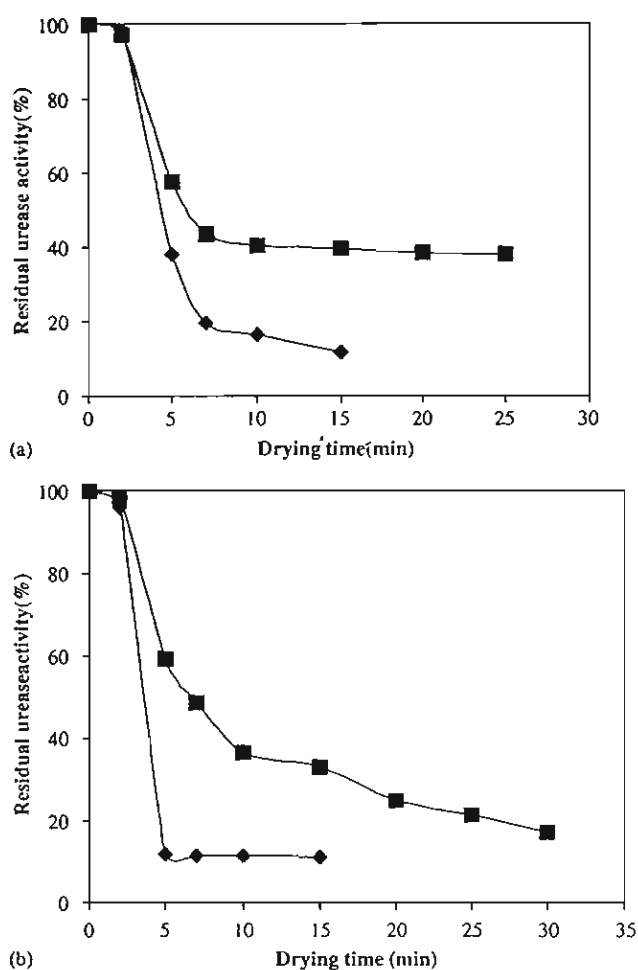 100
80
60
40
20
0
Residual urease activity(%)
0 5 10 15 20 25 30
(a) Drying time(min)
100
80
60
40
20
0
Residual ureaseactivity(%)
0 5 10 15 20 25 30 35
(b) Drying time (min)